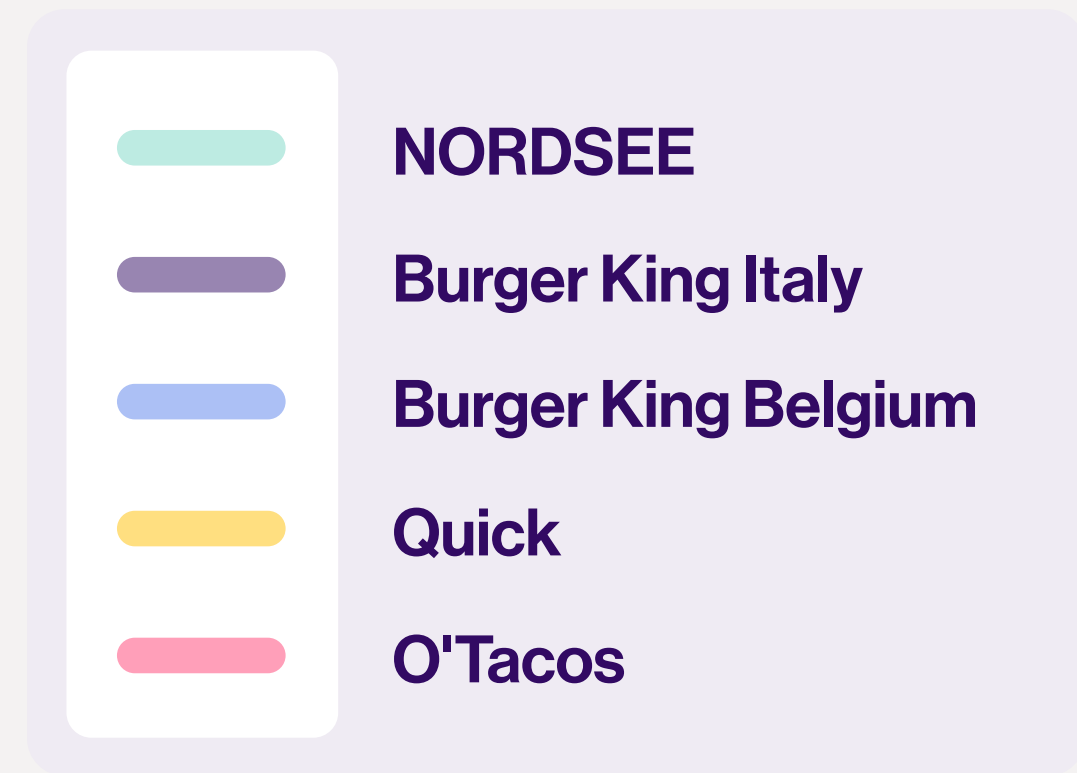 NORDSEE
Burger King Italy
Burger King Belgium
Quick
O'Tacos